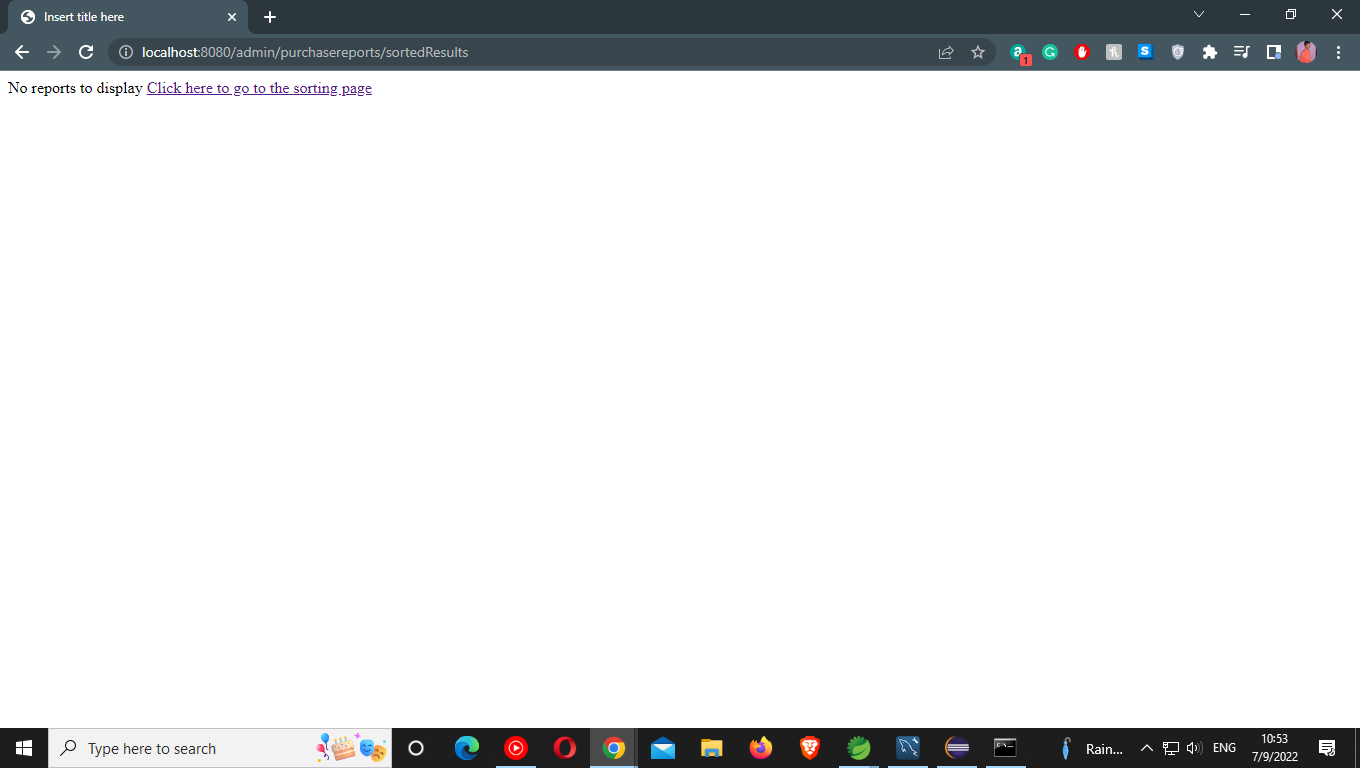 Insert title here
localhost:8080/admin/purchasereports/sortedResults
1
No reports to display Click here to go to the sorting page
Type here to search
Rain...
ENG
10:53
7/9/2022